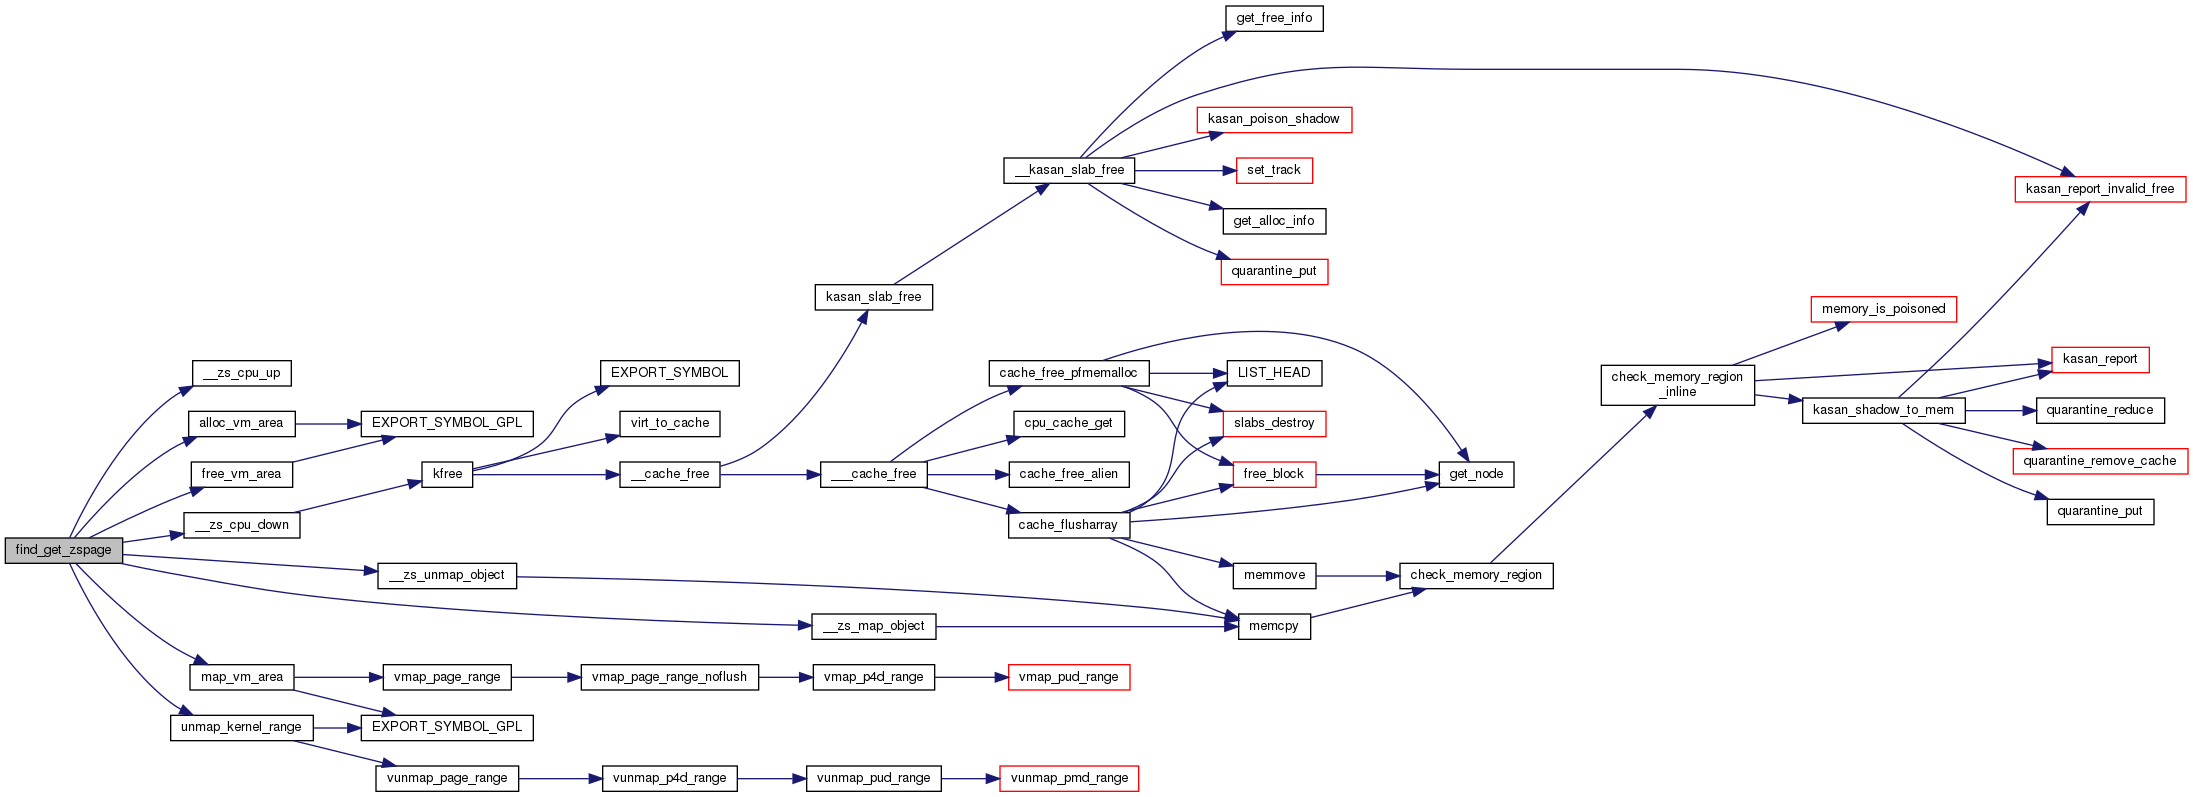 get_free_info
kasan_poison_shadow
__kasan_slab_free
set_track
kasan_report_invalid_free
get_alloc_info
quarantine_put
kasan_slab_free
memory_is_poisoned
__zs_cpu_up
EXPORT_SYMBOL
cache_free_pfmemalloc
LIST_HEAD
check_memory_region
_inline
kasan_report
alloc_vm_area
EXPORT_SYMBOL_GPL
virt_to_cache
cpu_cache_get
slabs_destroy
kasan_shadow_to_mem
quarantine_reduce
free_vm_area
kfree
__cache_free
___cache_free
cache_free_alien
free_block
get_node
quarantine_remove_cache
__zs_cpu_down
cache_flusharray
quarantine_put
find_get_zspage
__zs_unmap_object
memmove
check_memory_region
__zs_map_object
memcpy
map_vm_area
vmap_page_range
vmap_page_range_noflush
vmap_p4d_range
vmap_pud_range
unmap_kernel_range
EXPORT_SYMBOL_GPL
vunmap_page_range
vunmap_p4d_range
vunmap_pud_range
vunmap_pmd_range